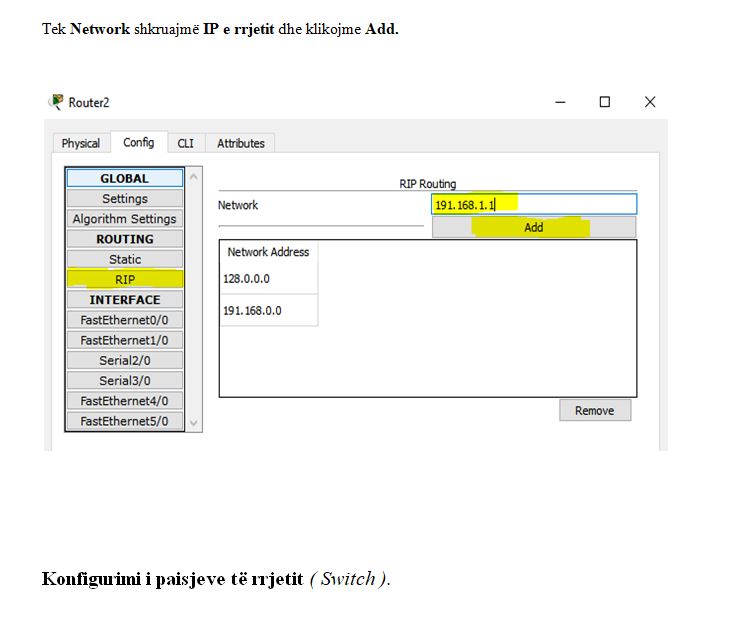 Tek Network shkruajmë IP e rrjetit dhe klikojme Add.
Router2
Physical Config CLI Attributes
GLOBAL
Settings
Algorithm Settings
ROUTING
Static
RIP
INTERFACE
FastEthernet0/0
FastEthernet1/0
Serial2/0
Serial3/0
FastEthernet4/0
FastEthernet5/0
RIP Routing
Network 191.168.1.1
Add
Network Address
128.0.0.0
191.168.0.0
Remove
Konfigurimi i paisjeve të rrjetit ( Switch ).